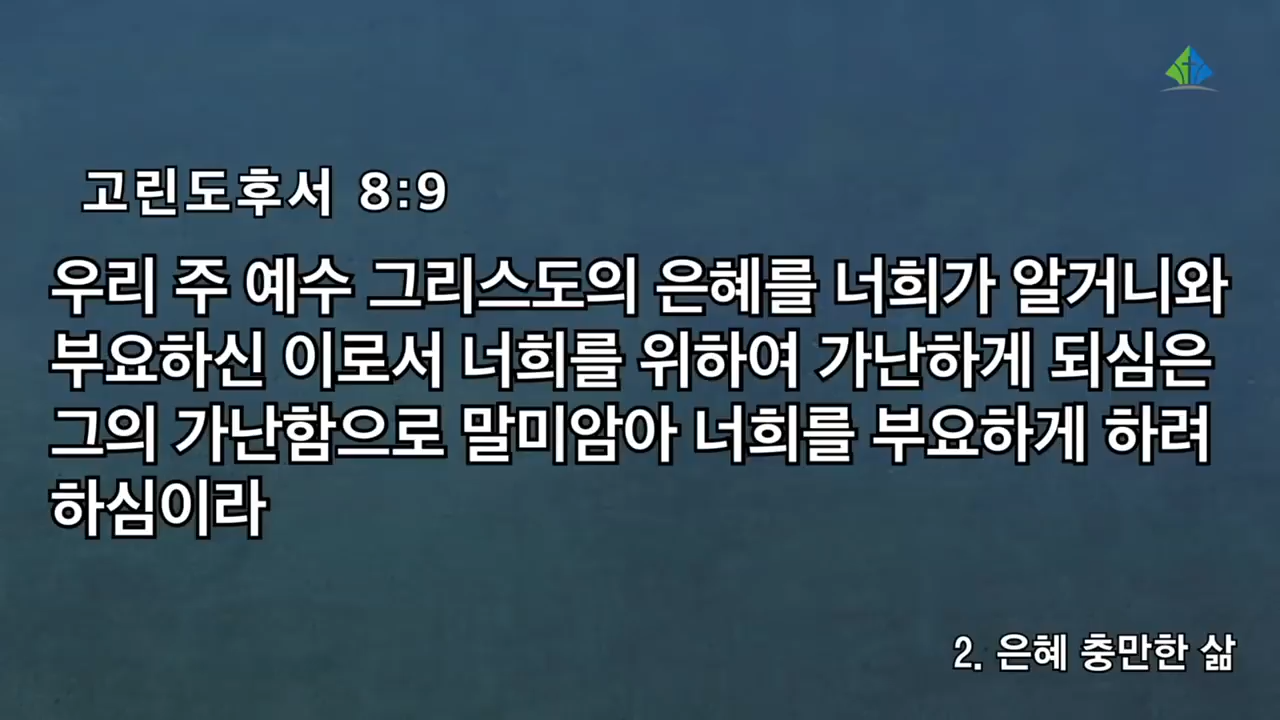 고린도후서 8:9
우리 주 예수 그리스도의 은혜를 너희가 알거니와
부요하신 이로서 너희를 위하여 가난하게 되심은
그의 가난함으로 말미암아 너희를 부요하게 하려
하심이라
2. 은혜 충만한 삶